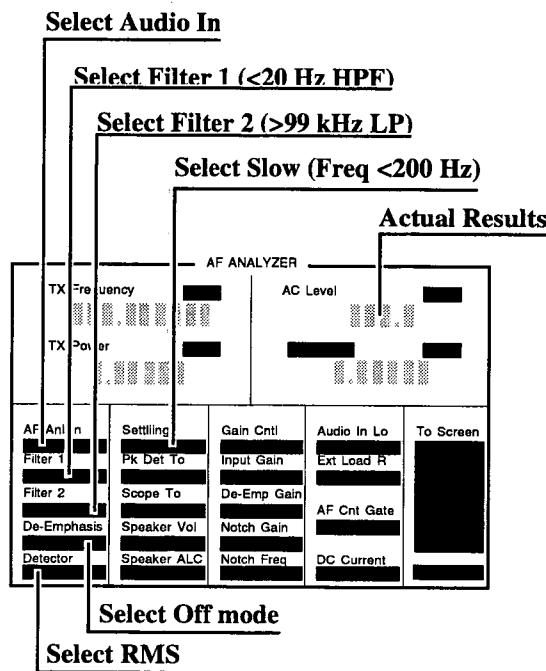 Select Audio In
Select Filter 1 (<20 Hz HPF)
Select Filter 2 (>99 kHz LP)
Select Slow (Freq <200 Hz)
Actual Results
AF ANALYZER
TX Frequency
AC Level
TX Power
AF Anl In
Settling
Gain Cntl
Audio In Lo
To Screen
Filter 1
Pk Det To
Input Gain
Ext Load R
Filter 2
Scope To
De-Emp Gain
AF Cnt Gate
De-Emphasis
Speaker Vol
Notch Gain
Detector
Speaker ALC
Notch Freq
DC Current
Select Off mode
Select RMS